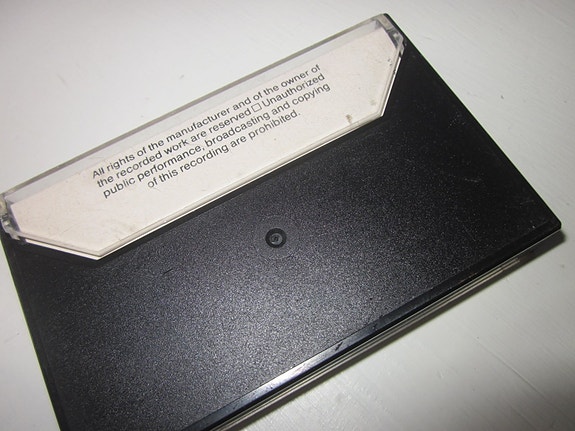 All rights of the manufacturer and of the owner of
the recorded work are reserved □ Unauthorized
public performance, broadcasting and copying
of this recording are prohibited.